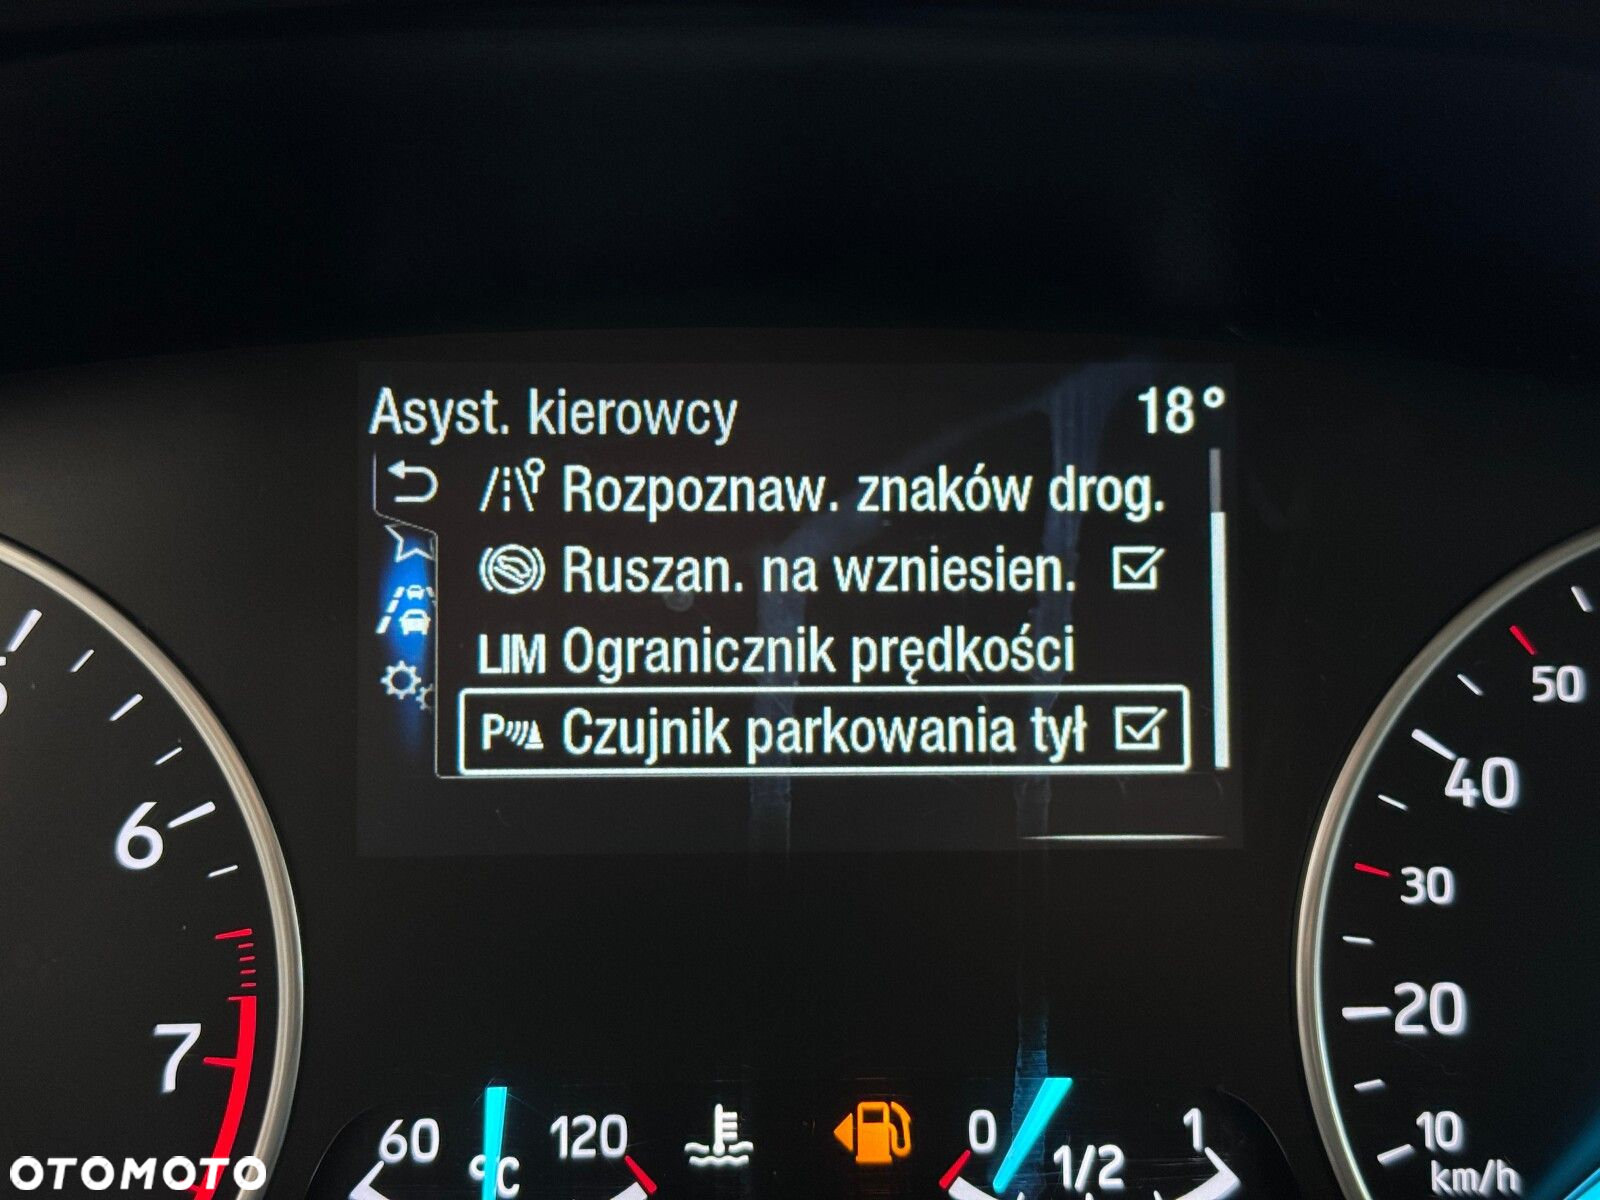 Asyst. kierowcy 18°
Rozpoznaw. znaków drog.
Ruszan. na wzniesien.
LIM Ogranicznik prędkości
P Czujnik parkowania tył
6
7
50
40
30
20
10
km/h
60 120
°C
0 1/2 1
OTOMOTO